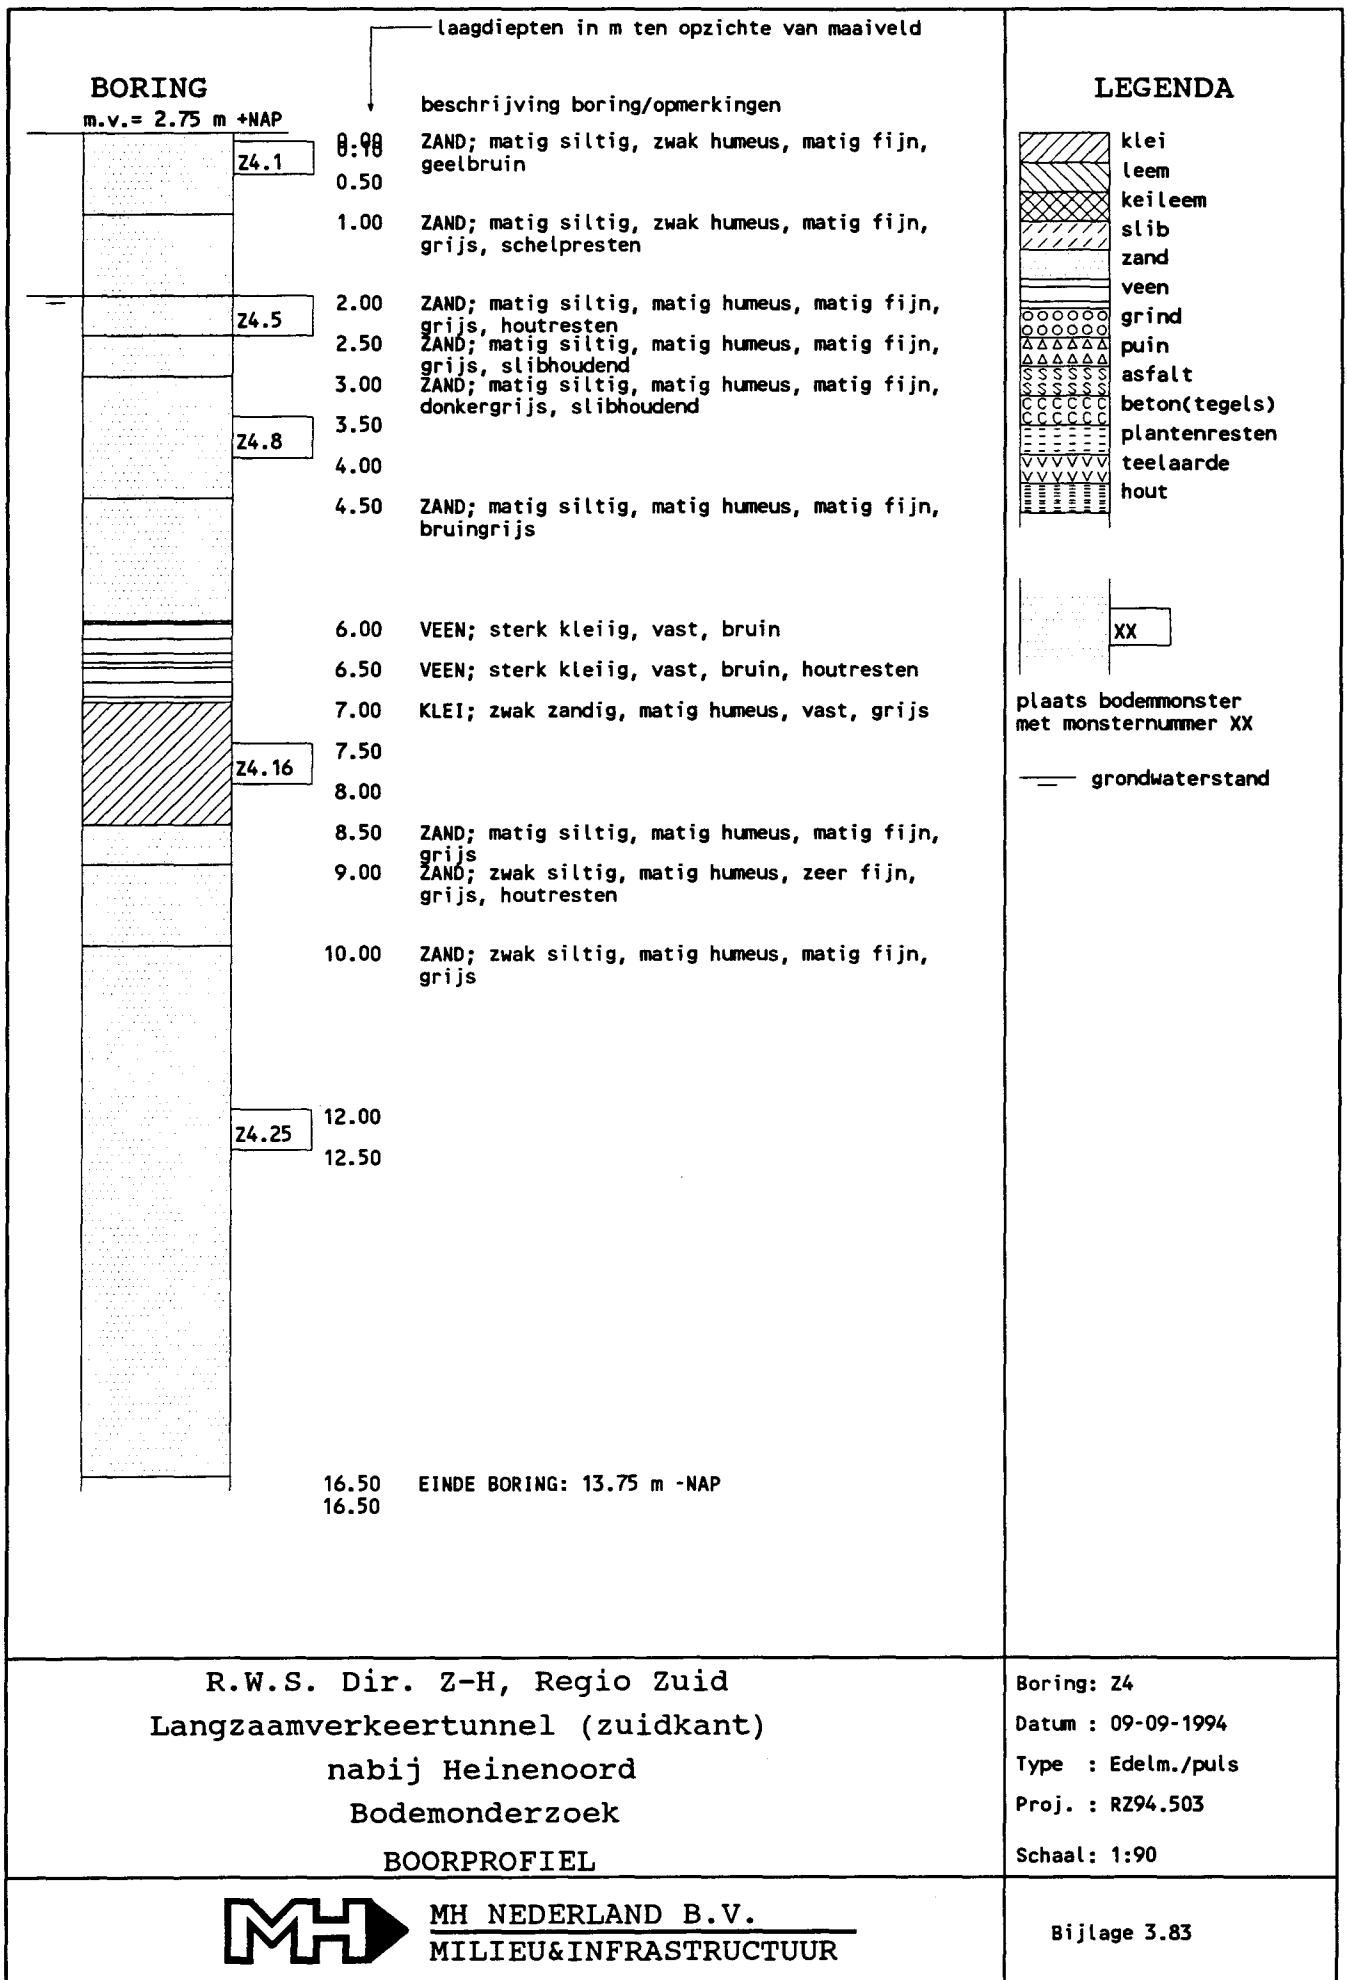 laagdiepten in m ten opzichte van maaiveld
BORING
m.v.= 2.75 m +NAP
beschrijving boring/opmerkingen
0.00 ZAND; matig siltig, zwak humeus, matig fijn,
0.10
geelbruin
Z4.1
0.50
1.00 ZAND; matig siltig, zwak humeus, matig fijn,
grijs, schelpresten
2.00 ZAND; matig siltig, matig humeus, matig fijn,
grijs, houtresten
Z4.5
2.50 ZAND; matig siltig, matig humeus, matig fijn,
grijs, slibhoudend
3.00 ZAND; matig siltig, matig humeus, matig fijn,
donkergrijs, slibhoudend
3.50
Z4.8
4.00
4.50 ZAND; matig siltig, matig humeus, matig fijn,
bruingrijs
6.00 VEEN; sterk kleiig, vast, bruin
6.50 VEEN; sterk kleiig, vast, bruin, houtresten
7.00 KLEI; zwak zandig, matig humeus, vast, grijs
7.50
Z4.16
8.00
8.50 ZAND; matig siltig, matig humeus, matig fijn,
grijs
9.00 ZAND; zwak siltig, matig humeus, zeer fijn,
grijs, houtresten
10.00 ZAND; zwak siltig, matig humeus, matig fijn,
grijs
12.00
Z4.25
12.50
16.50 EINDE BORING: 13.75 m -NAP
16.50
LEGENDA
klei
leem
keileem
slib
zand
veen
grind
puin
asfalt
beton(tegels)
plantenresten
teelaarde
hout
XX
plaats bodemmonster
met monsternummer XX
grondwaterstand
R.W.S. Dir. Z-H, Regio Zuid
Langzaamverkeertunnel (zuidkant)
nabij Heinenoord
Bodemonderzoek
BOORPROFIEL
Boring: Z4
Datum : 09-09-1994
Type : Edelm./puls
Proj. : RZ94.503
Schaal: 1:90
MH
MH NEDERLAND B.V.
MILIEU&INFRASTRUCTUUR
Bijlage 3.83